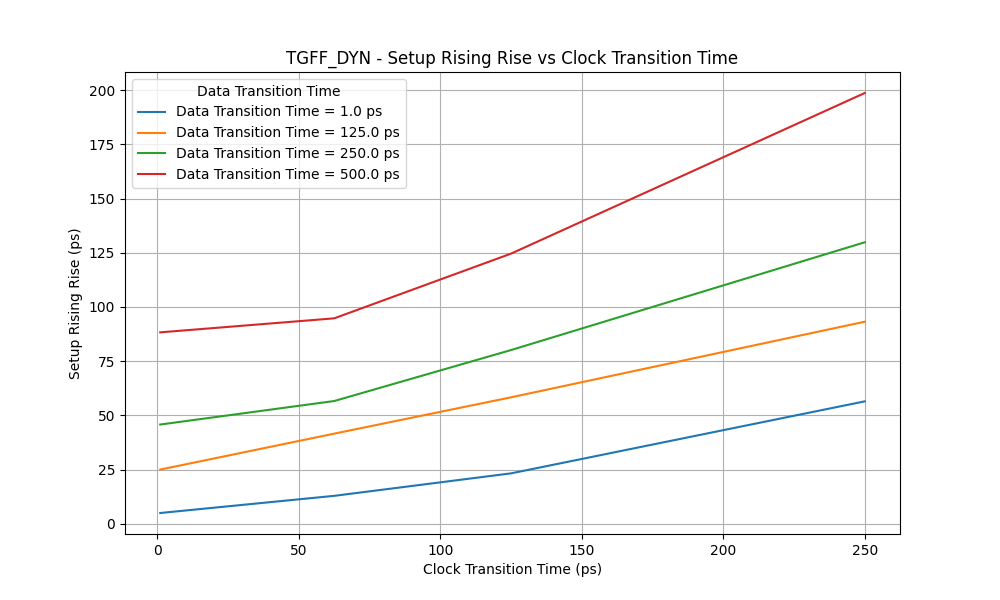 TGFF_DYN - Setup Rising Rise vs Clock Transition Time
Data Transition Time
Data Transition Time = 1.0 ps
Data Transition Time = 125.0 ps
Data Transition Time = 250.0 ps
Data Transition Time = 500.0 ps
Setup Rising Rise (ps)
200
175
150
125
100
75
50
25
0
0 50 100 150 200 250
Clock Transition Time (ps)